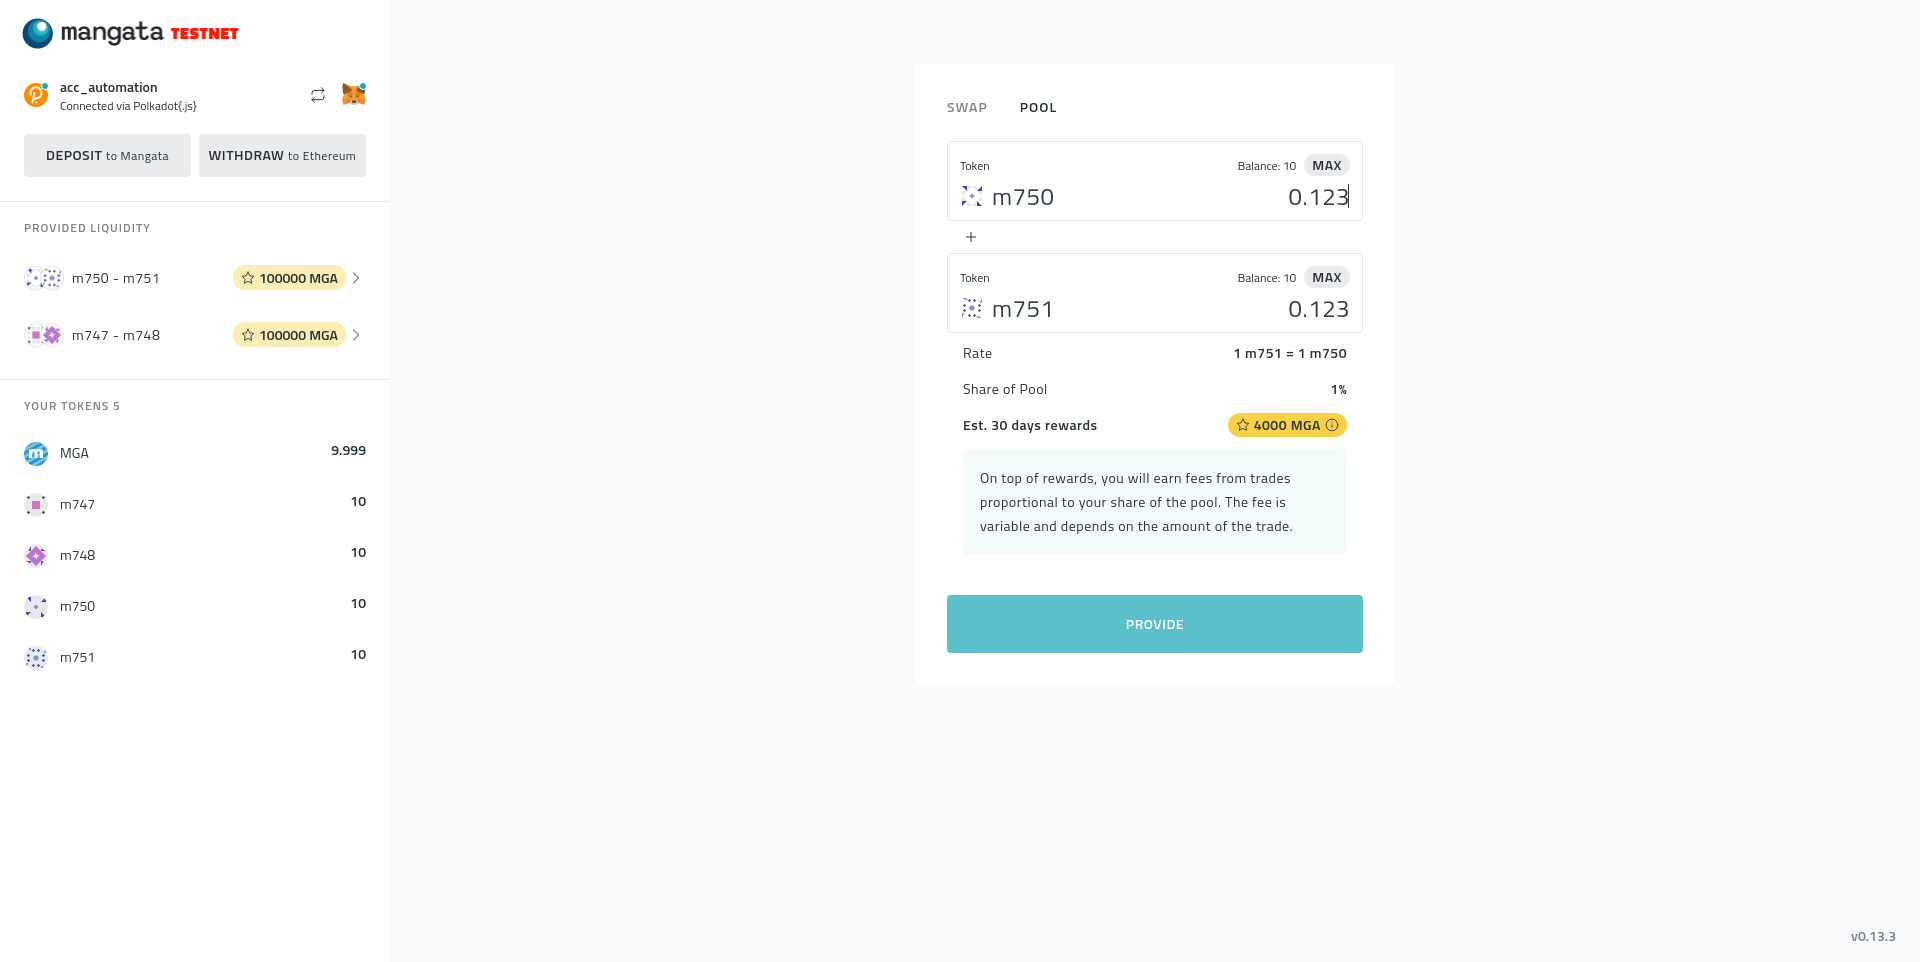 mangata TESTNET
acc_automation
Connected via Polkadot{.js}
DEPOSIT to Mangata
WITHDRAW to Ethereum
PROVIDED LIQUIDITY
m750 - m751
100000 MGA
m747 - m748
100000 MGA
YOUR TOKENS 5
MGA
9.999
m747
10
m748
10
m750
10
m751
10
SWAP
POOL
Token
Balance: 10
MAX
m750
0.123
+
Token
Balance: 10
MAX
m751
0.123
Rate
1 m751 = 1 m750
Share of Pool
1%
Est. 30 days rewards
4000 MGA
On top of rewards, you will earn fees from trades
proportional to your share of the pool. The fee is
variable and depends on the amount of the trade.
PROVIDE
v0.13.3